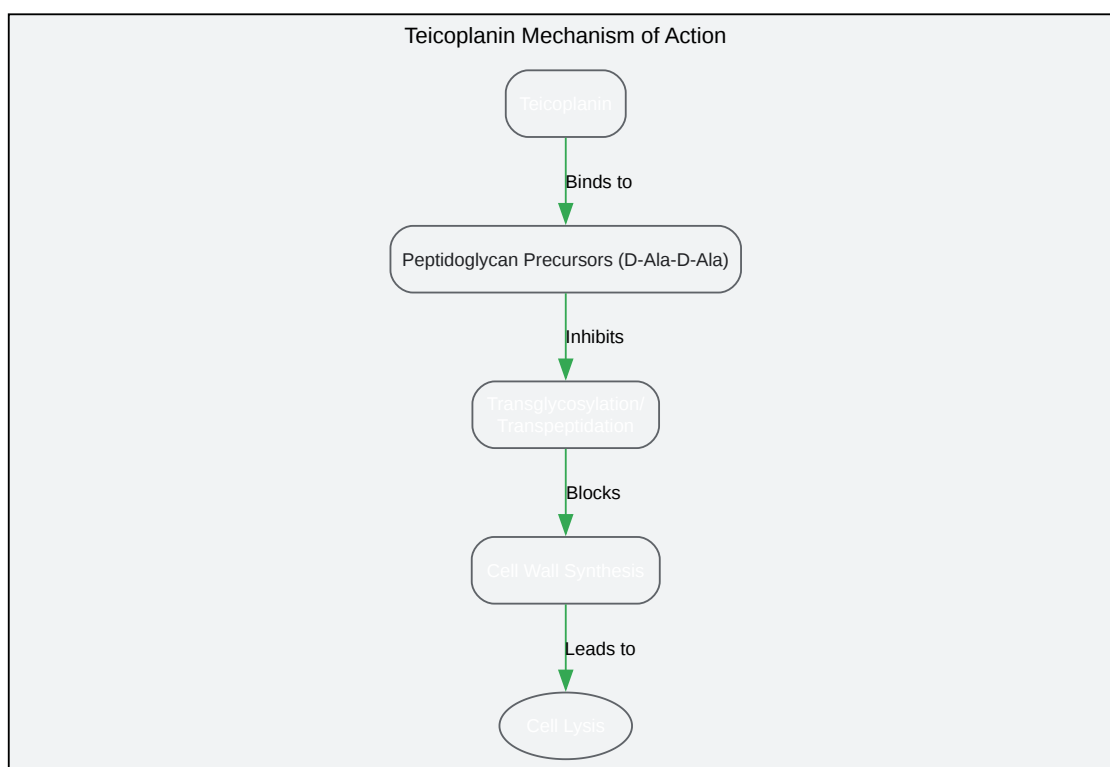 Teicoplanin Mechanism of Action
Teicoplanin
Binds to
Peptidoglycan Precursors (D-Ala-D-Ala)
Inhibits
Transglycosylation/
Transpeptidation
Blocks
Cell Wall Synthesis
Leads to
Cell Lysis